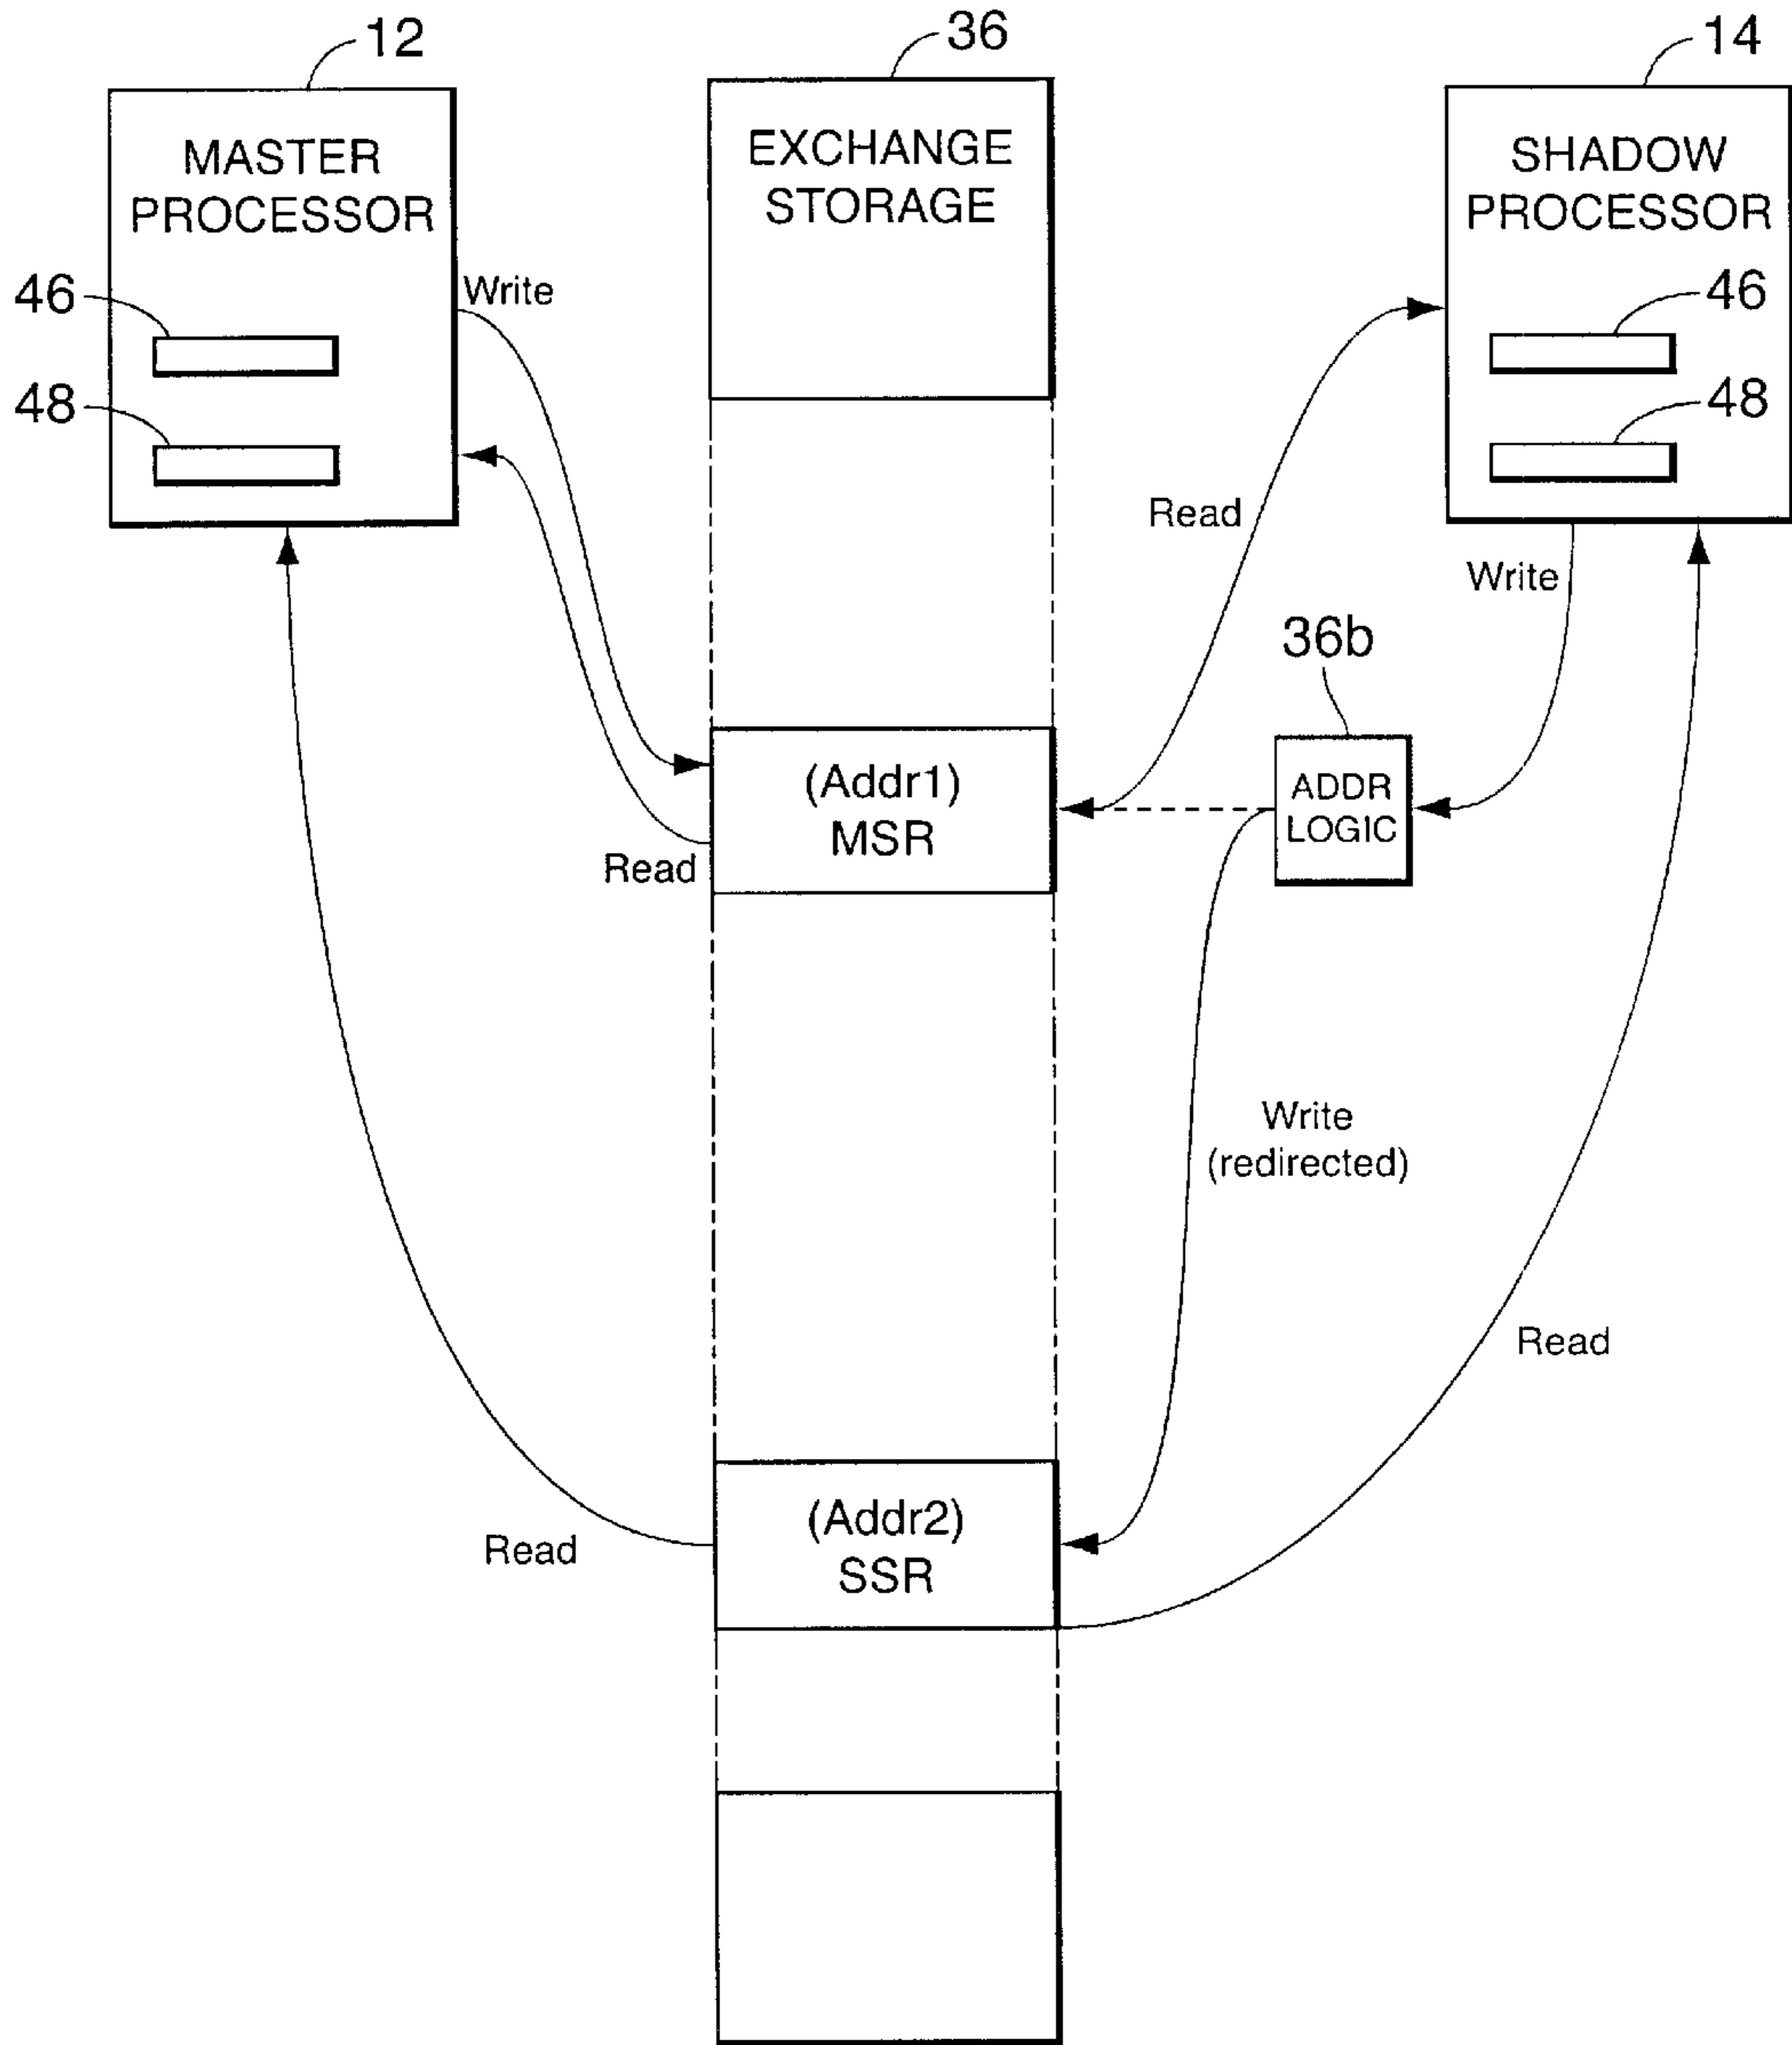 12
36
14
MASTER
PROCESSOR
EXCHANGE
STORAGE
SHADOW
PROCESSOR
46
Write
46
48
48
Read
Write
36b
(Addr1)
MSR
ADDR
LOGIC
Read
Write
(redirected)
Read
(Addr2)
SSR
Read